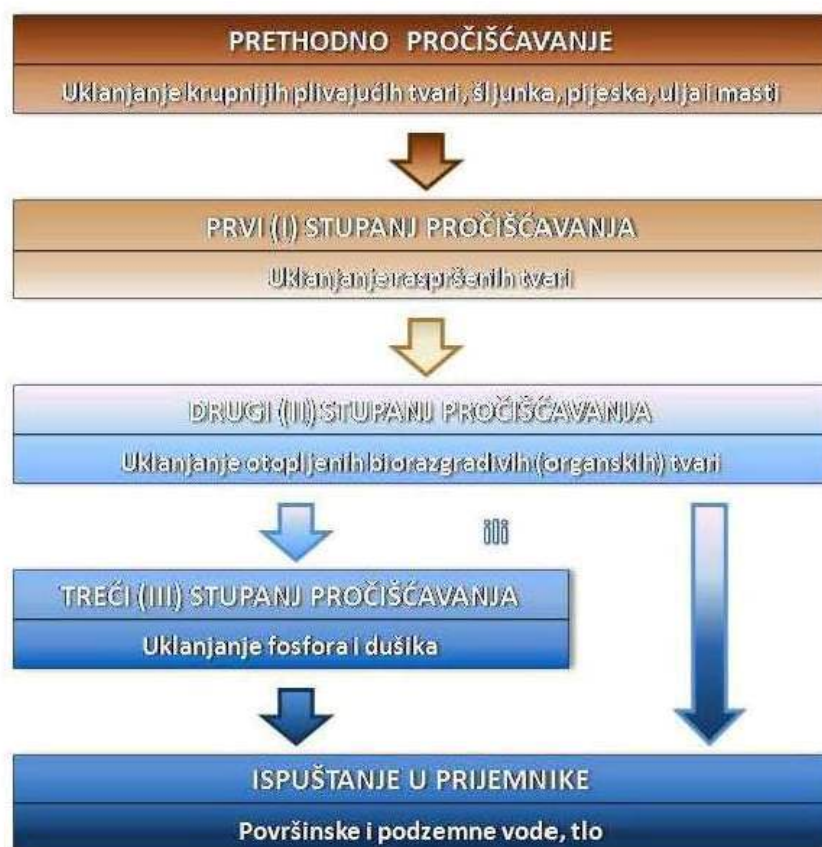 PRETHODNO PROČIŠĆAVANJE
Uklanjanje krupnijih plivajućih tvari, šljunka, pijeska, ulja i masti
PRVI (I) STUPANJ PROČIŠĆAVANJA
Uklanjanje raspršenih tvari
DRUGI (II) STUPANJ PROČIŠĆAVANJA
Uklanjanje otopljenih biorazgradivih (organskih) tvari
ili
TREĆI (III) STUPANJ PROČIŠĆAVANJA
Uklanjanje fosfora i dušika
ISPUŠTANJE U PRIJEMNIKE
Površinske i podzemne vode, tlo